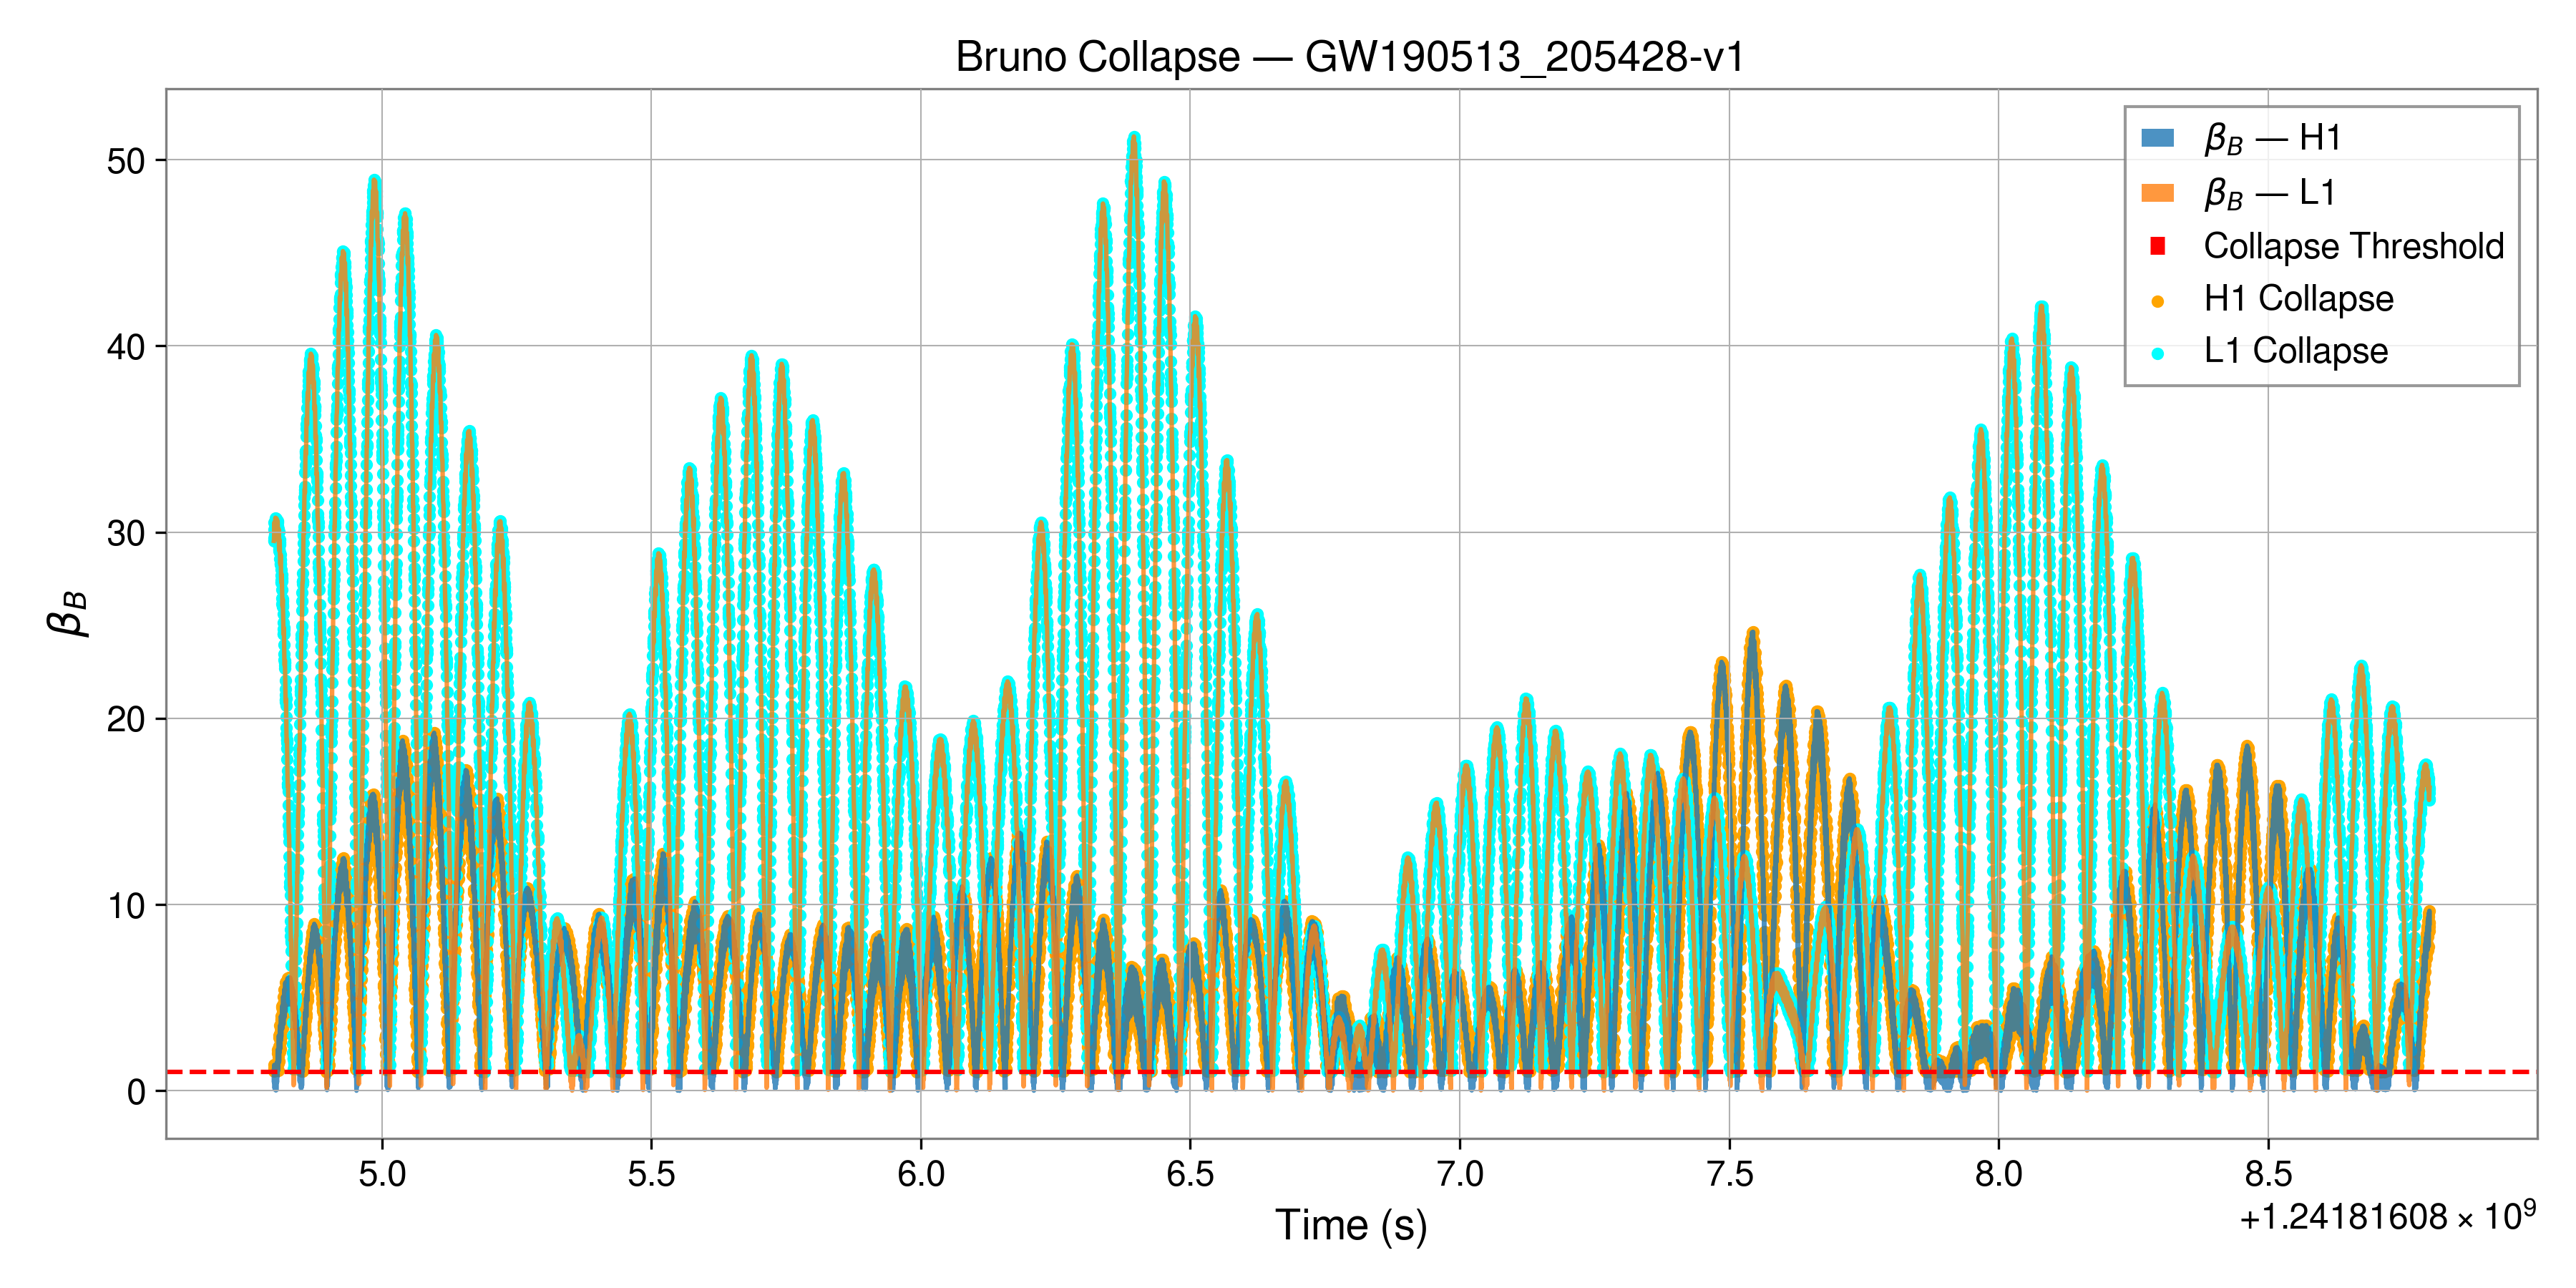 Bruno Collapse — GW190513_205428-v1
β_B — H1
β_B — L1
Collapse Threshold
H1 Collapse
L1 Collapse
β_B
50
40
30
20
10
0
5.0 5.5 6.0 6.5 7.0 7.5 8.0 8.5
Time (s)
+1.24181608 × 10⁹